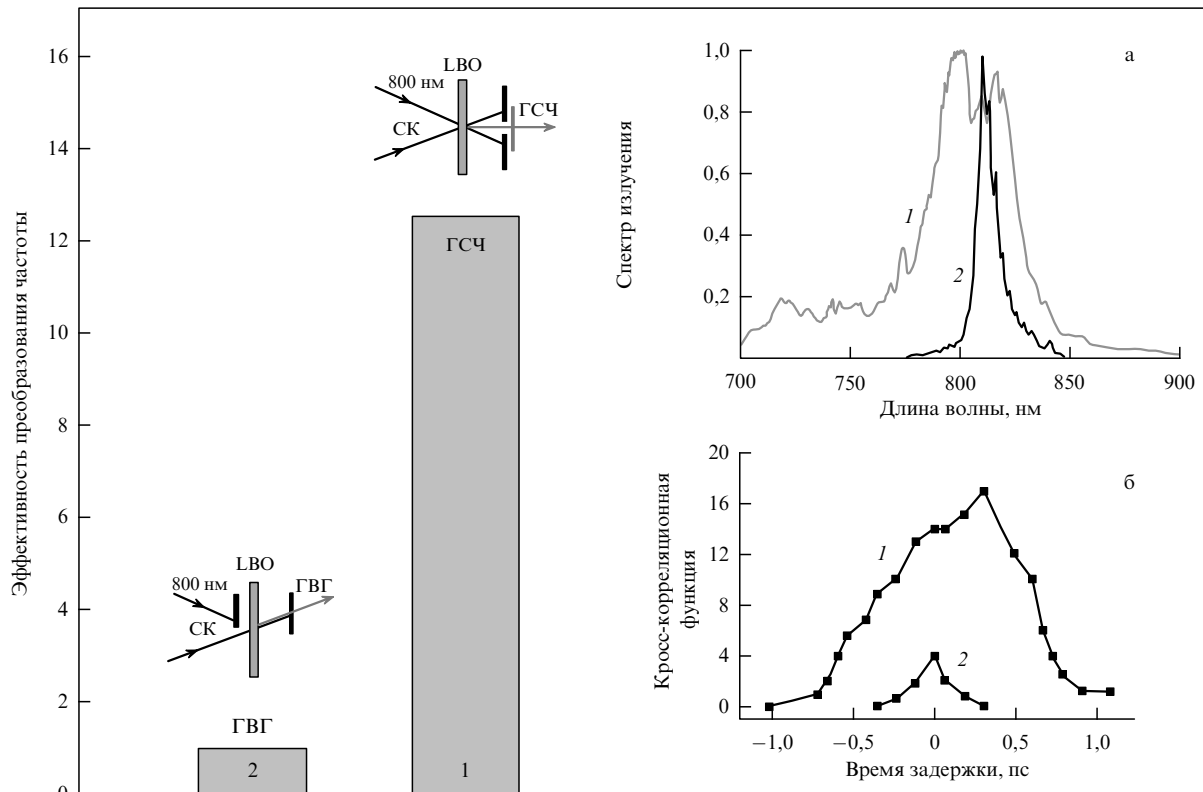 Эффективность преобразования частоты
16
14
12
10
8
6
4
2
0
LBO
800 нм
СК
ГСЧ
ГСЧ
1
LBO
800 нм
СК
ГВГ
ГВГ
2
а
Спектр излучения
1,0
0,8
0,6
0,4
0,2
1
2
700
750
800
850
900
Длина волны, нм
б
Кросс-корреляционная
функция
20
16
12
8
4
0
1
2
−1,0
−0,5
0
0,5
1,0
Время задержки, пс